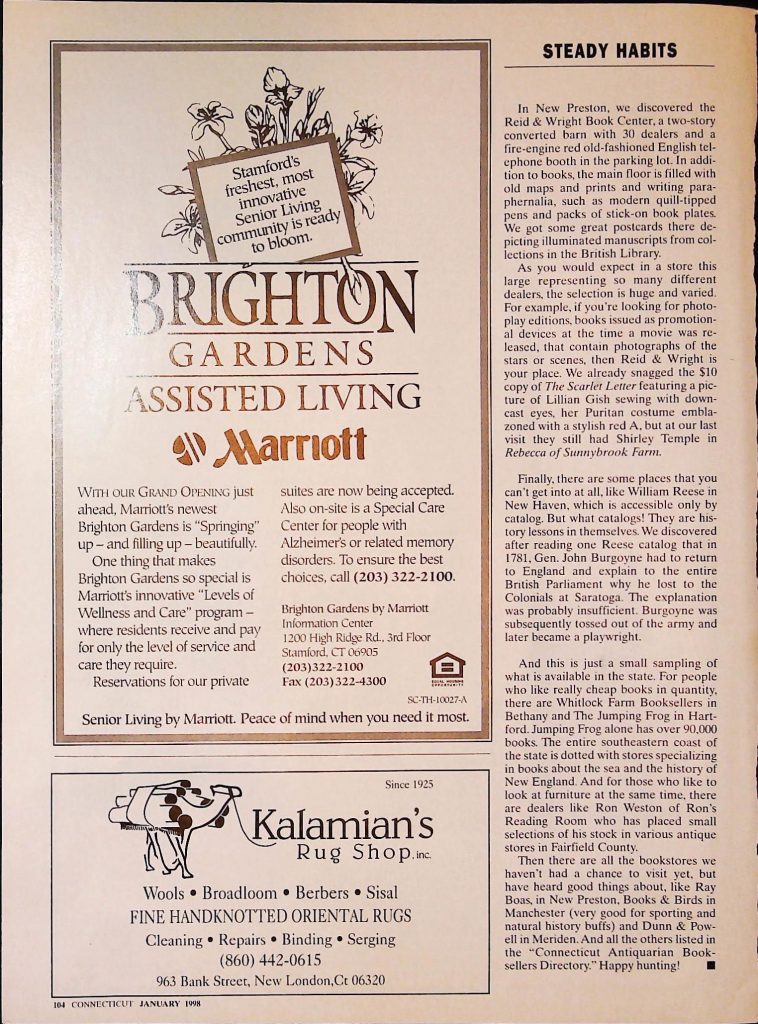 Stamford's
freshest, most
innovative
Senior Living
community is ready
to bloom.
BRIGHTON
GARDENS
ASSISTED LIVING
Marriott
WITH OUR GRAND OPENING just
ahead, Marriott's newest
Brighton Gardens is "Springing"
up – and filling up – beautifully.
One thing that makes
Brighton Gardens so special is
Marriott's innovative "Levels of
Wellness and Care" program –
where residents receive and pay
for only the level of service and
care they require.
Reservations for our private
suites are now being accepted.
Also on-site is a Special Care
Center for people with
Alzheimer's or related memory
disorders. To ensure the best
choices, call (203) 322-2100.
Brighton Gardens by Marriott
Information Center
1200 High Ridge Rd., 3rd Floor
Stamford, CT 06905
(203)322-2100
Fax (203)322-4300
EQUAL HOUSING
OPPORTUNITY
SC-TH-10027-A
Senior Living by Marriott. Peace of mind when you need it most.
Since 1925
Kalamian's
Rug Shop, inc.
Wools • Broadloom • Berbers • Sisal
FINE HANDKNOTTED ORIENTAL RUGS
Cleaning • Repairs • Binding • Serging
(860) 442-0615
963 Bank Street, New London,Ct 06320
STEADY HABITS
In New Preston, we discovered the
Reid & Wright Book Center, a two-story
converted barn with 30 dealers and a
fire-engine red old-fashioned English tel-
ephone booth in the parking lot. In addi-
tion to books, the main floor is filled with
old maps and prints and writing para-
phernalia, such as modern quill-tipped
pens and packs of stick-on book plates.
We got some great postcards there de-
picting illuminated manuscripts from col-
lections in the British Library.
As you would expect in a store this
large representing so many different
dealers, the selection is huge and varied.
For example, if you're looking for photo-
play editions, books issued as promotion-
al devices at the time a movie was re-
leased, that contain photographs of the
stars or scenes, then Reid & Wright is
your place. We already snagged the $10
copy of The Scarlet Letter featuring a pic-
ture of Lillian Gish sewing with down-
cast eyes, her Puritan costume embla-
zoned with a stylish red A, but at our last
visit they still had Shirley Temple in
Rebecca of Sunnybrook Farm.
Finally, there are some places that you
can't get into at all, like William Reese in
New Haven, which is accessible only by
catalog. But what catalogs! They are his-
tory lessons in themselves. We discovered
after reading one Reese catalog that in
1781, Gen. John Burgoyne had to return
to England and explain to the entire
British Parliament why he lost to the
Colonials at Saratoga. The explanation
was probably insufficient. Burgoyne was
subsequently tossed out of the army and
later became a playwright.
And this is just a small sampling of
what is available in the state. For people
who like really cheap books in quantity,
there are Whitlock Farm Booksellers in
Bethany and The Jumping Frog in Hart-
ford. Jumping Frog alone has over 90,000
books. The entire southeastern coast of
the state is dotted with stores specializing
in books about the sea and the history of
New England. And for those who like to
look at furniture at the same time, there
are dealers like Ron Weston of Ron's
Reading Room who has placed small
selections of his stock in various antique
stores in Fairfield County.
Then there are all the bookstores we
haven't had a chance to visit yet, but
have heard good things about, like Ray
Boas, in New Preston, Books & Birds in
Manchester (very good for sporting and
natural history buffs) and Dunn & Pow-
ell in Meriden. And all the others listed in
the "Connecticut Antiquarian Book-
sellers Directory." Happy hunting! ■
104 CONNECTICUT JANUARY 1998